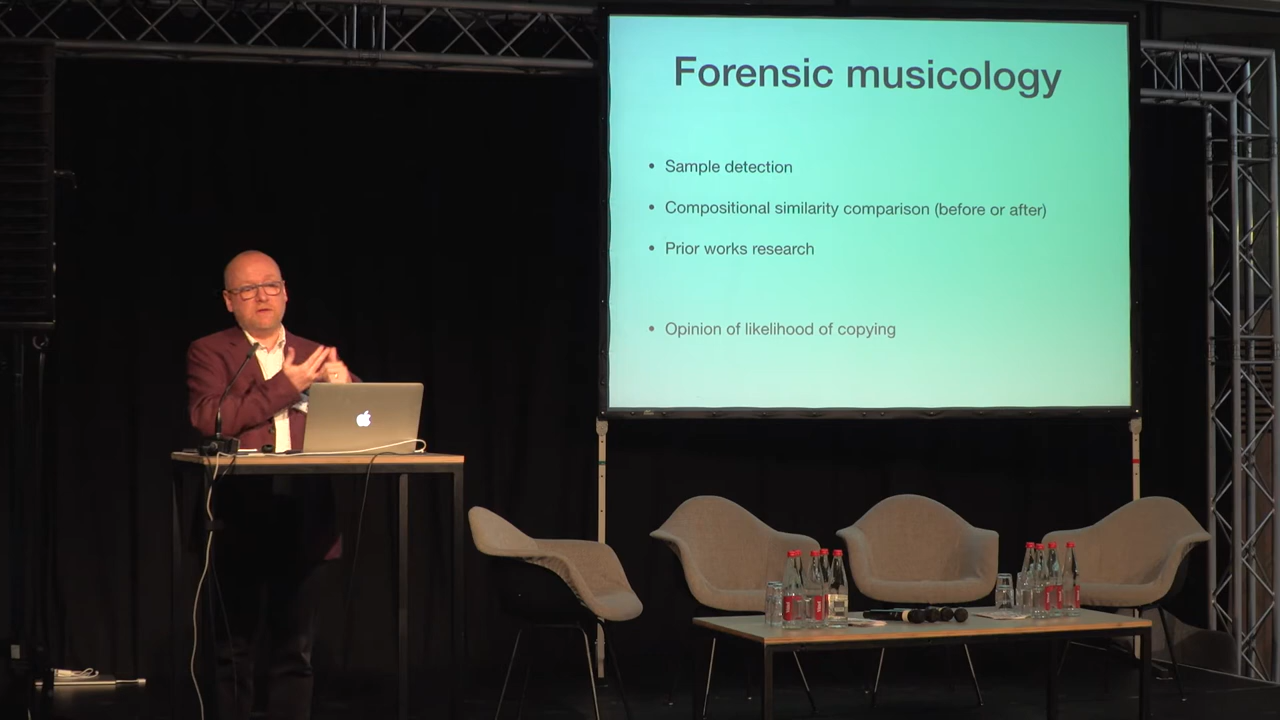 Forensic musicology
• Sample detection
• Compositional similarity comparison (before or after)
• Prior works research
• Opinion of likelihood of copying